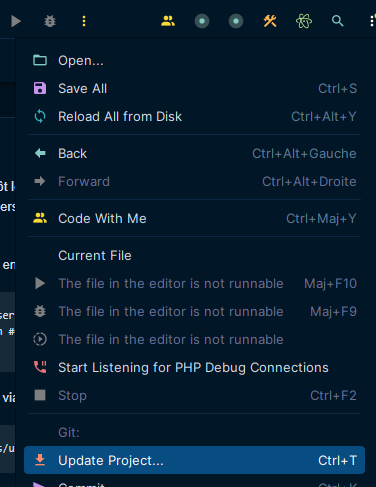 Open...
Save All Ctrl+S
Reload All from Disk Ctrl+Alt+Y
Back Ctrl+Alt+Gauche
Forward Ctrl+Alt+Droite
Code With Me Ctrl+Maj+Y
Current File
The file in the editor is not runnable Maj+F10
The file in the editor is not runnable Maj+F9
The file in the editor is not runnable
Start Listening for PHP Debug Connections
Stop Ctrl+F2
Git:
Update Project... Ctrl+T
Commit Ctrl+K